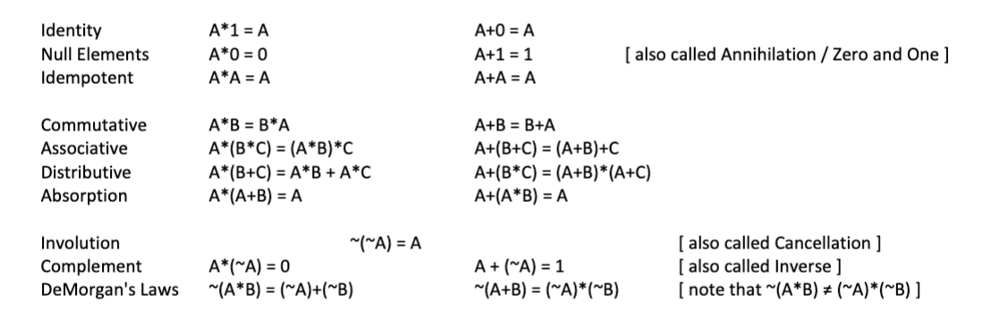 Identity A*1 = A A+0 = A
Null Elements A*0 = 0 A+1 = 1 [ also called Annihilation / Zero and One ]
Idempotent A*A = A A+A = A
Commutative A*B = B*A A+B = B+A
Associative A*(B*C) = (A*B)*C A+(B+C) = (A+B)+C
Distributive A*(B+C) = A*B + A*C A+(B*C) = (A+B)*(A+C)
Absorption A*(A+B) = A A+(A*B) = A
Involution ~(~A) = A [ also called Cancellation ]
Complement A*(~A) = 0 A + (~A) = 1 [ also called Inverse ]
DeMorgan's Laws ~(A*B) = (~A)+(~B) ~(A+B) = (~A)*(~B) [ note that ~(A*B) ≠ (~A)*(~B) ]